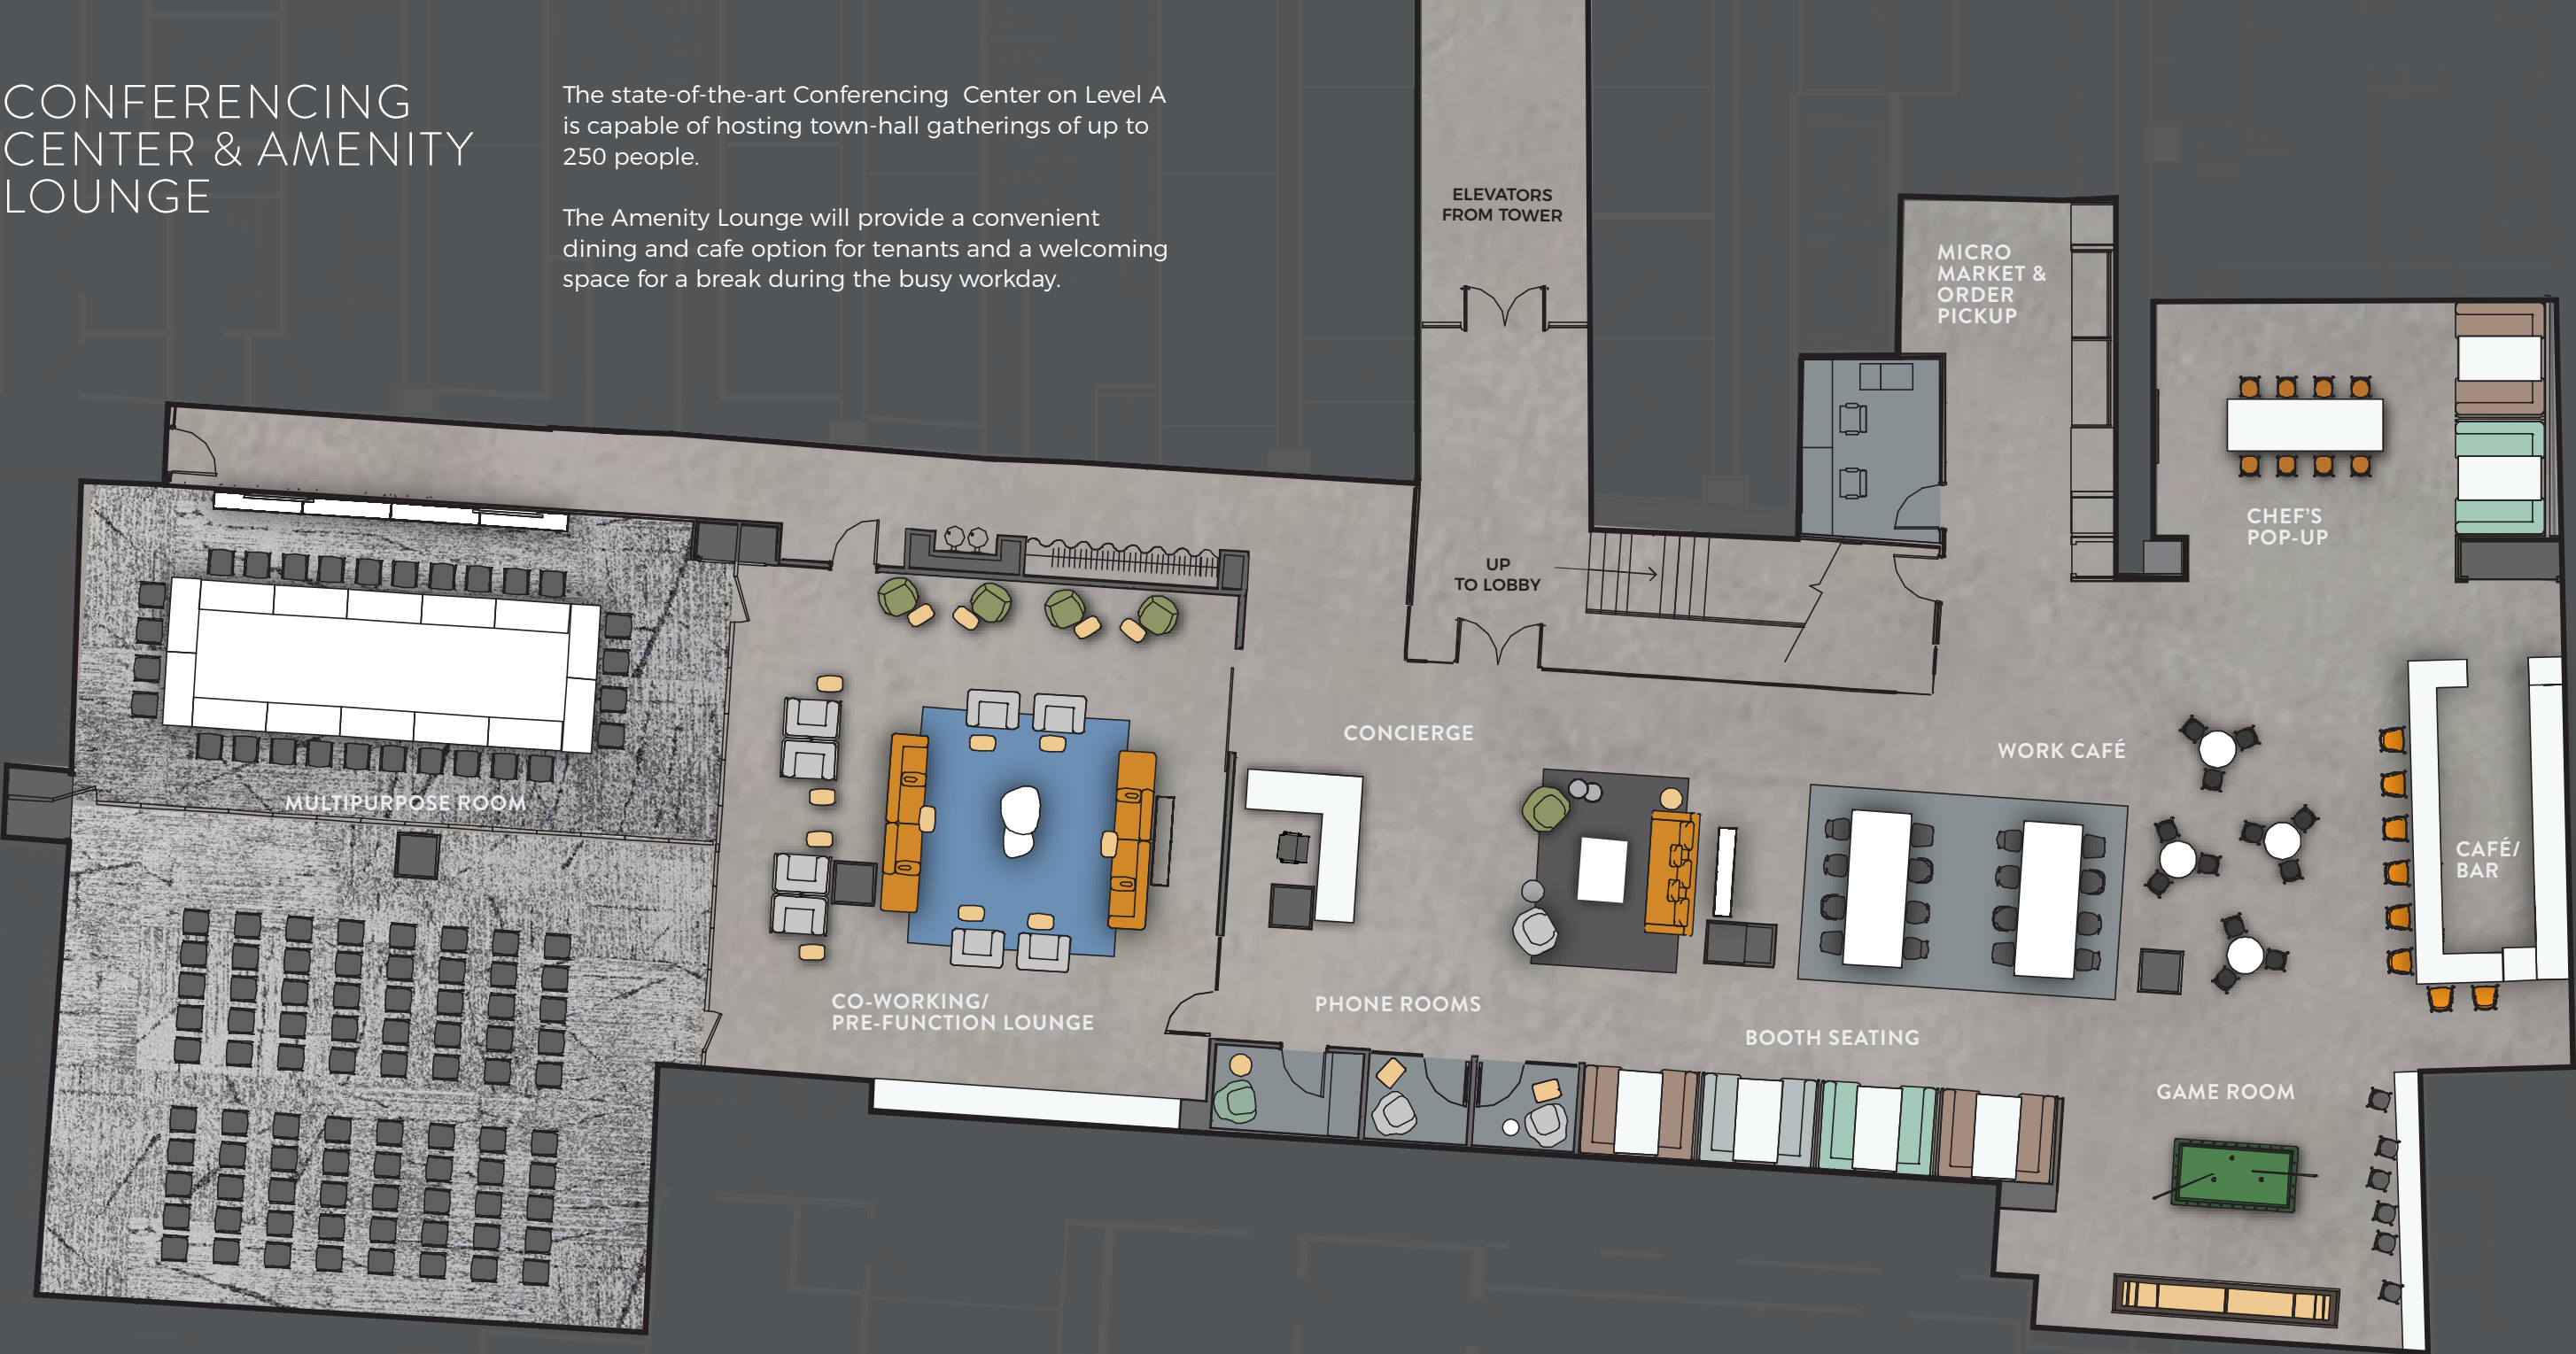 CONFERENCING
CENTER & AMENITY
LOUNGE
The state-of-the-art Conferencing  Center on Level A
is capable of hosting town-hall gatherings of up to
250 people.
The Amenity Lounge will provide a convenient
dining and cafe option for tenants and a welcoming
space for a break during the busy workday.
ELEVATORS
FROM TOWER
MICRO
MARKET &
ORDER
PICKUP
CHEF'S
POP-UP
UP
TO LOBBY
CONCIERGE
WORK CAFÉ
MULTIPURPOSE ROOM
CAFÉ/
BAR
CO-WORKING/
PRE-FUNCTION LOUNGE
PHONE ROOMS
BOOTH SEATING
GAME ROOM